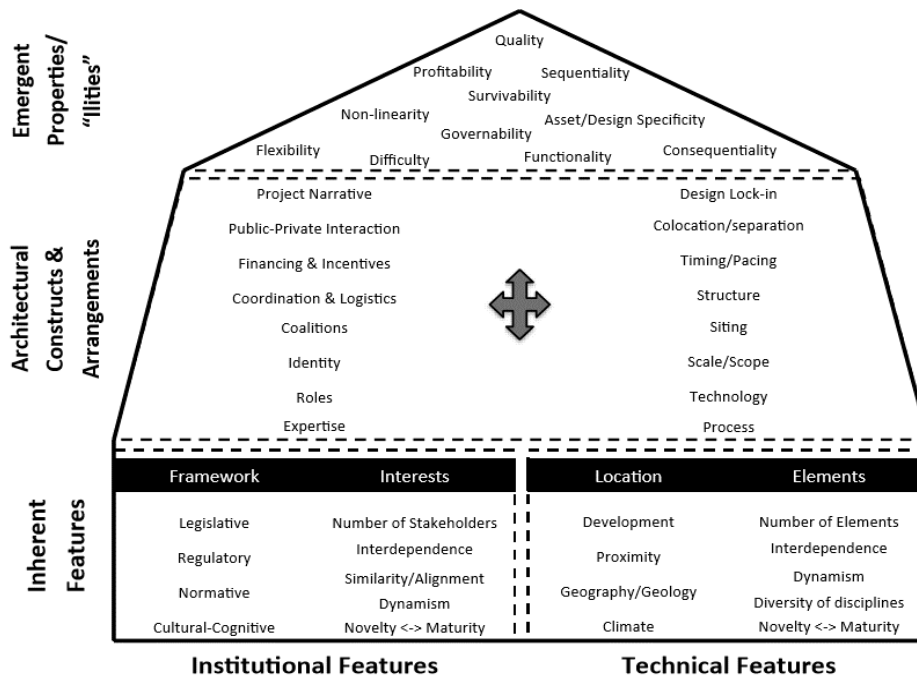 Emergent
Properties/
"Ilities"
Quality
Profitability
Sequentiality
Survivability
Non-linearity
Asset/Design Specificity
Governability
Flexibility
Difficulty
Functionality
Consequentiality
Architectural
Constructs &
Arrangements
Project Narrative
Public-Private Interaction
Financing & Incentives
Coordination & Logistics
Coalitions
Identity
Roles
Expertise
Design Lock-in
Colocation/separation
Timing/Pacing
Structure
Siting
Scale/Scope
Technology
Process
Inherent
Features
Framework
Legislative
Regulatory
Normative
Cultural-Cognitive
Interests
Number of Stakeholders
Interdependence
Similarity/Alignment
Dynamism
Novelty <-> Maturity
Location
Development
Proximity
Geography/Geology
Climate
Elements
Number of Elements
Interdependence
Dynamism
Diversity of disciplines
Novelty <-> Maturity
Institutional Features
Technical Features